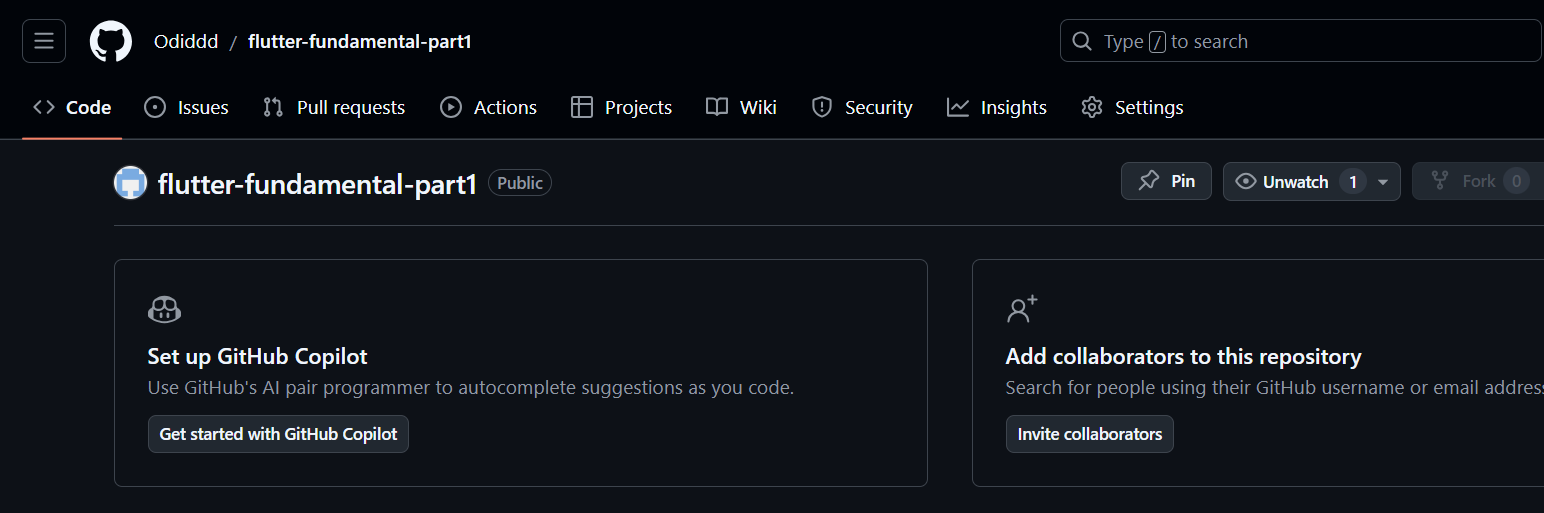 Odiddd / flutter-fundamental-part1
Type / to search
Code Issues Pull requests Actions Projects Wiki Security Insights Settings
flutter-fundamental-part1 Public
Pin Unwatch 1 Fork 0
Set up GitHub Copilot
Use GitHub's AI pair programmer to autocomplete suggestions as you code.
Get started with GitHub Copilot
Add collaborators to this repository
Search for people using their GitHub username or email address
Invite collaborators